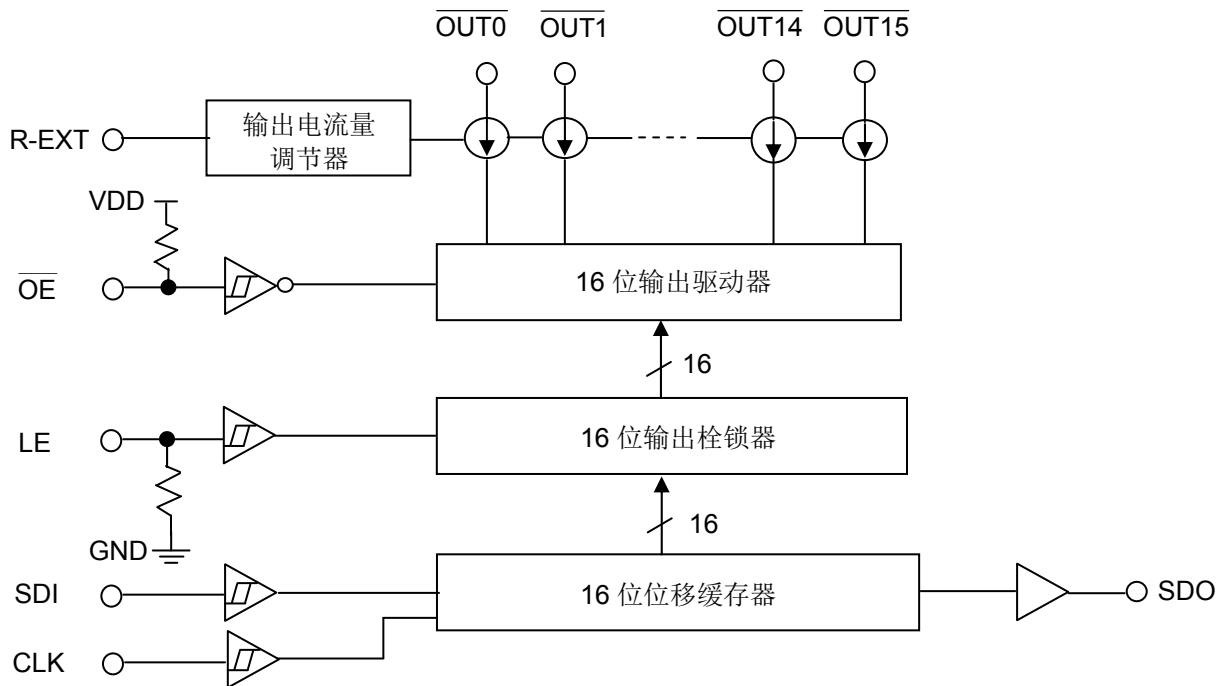 OUT0 OUT1 OUT14 OUT15
R-EXT
输出电流量
调节器
VDD
OE
16 位输出驱动器
16
LE
16 位输出栓锁器
16
GND
SDI
16 位位移缓存器
SDO
CLK